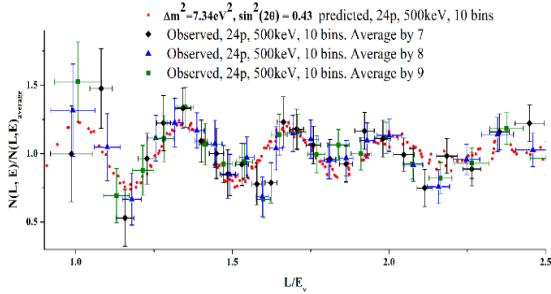 Δm²=7.34eV², sin²(2θ) = 0.43 predicted, 24p, 500keV, 10 bins
Observed, 24p, 500keV, 10 bins. Average by 7
Observed, 24p, 500keV, 10 bins. Average by 8
Observed, 24p, 500keV, 10 bins. Average by 9
N(L, E)/N(L,E)average
1.5
1.0
0.5
1.0 1.5 2.0 2.5
L/Eν